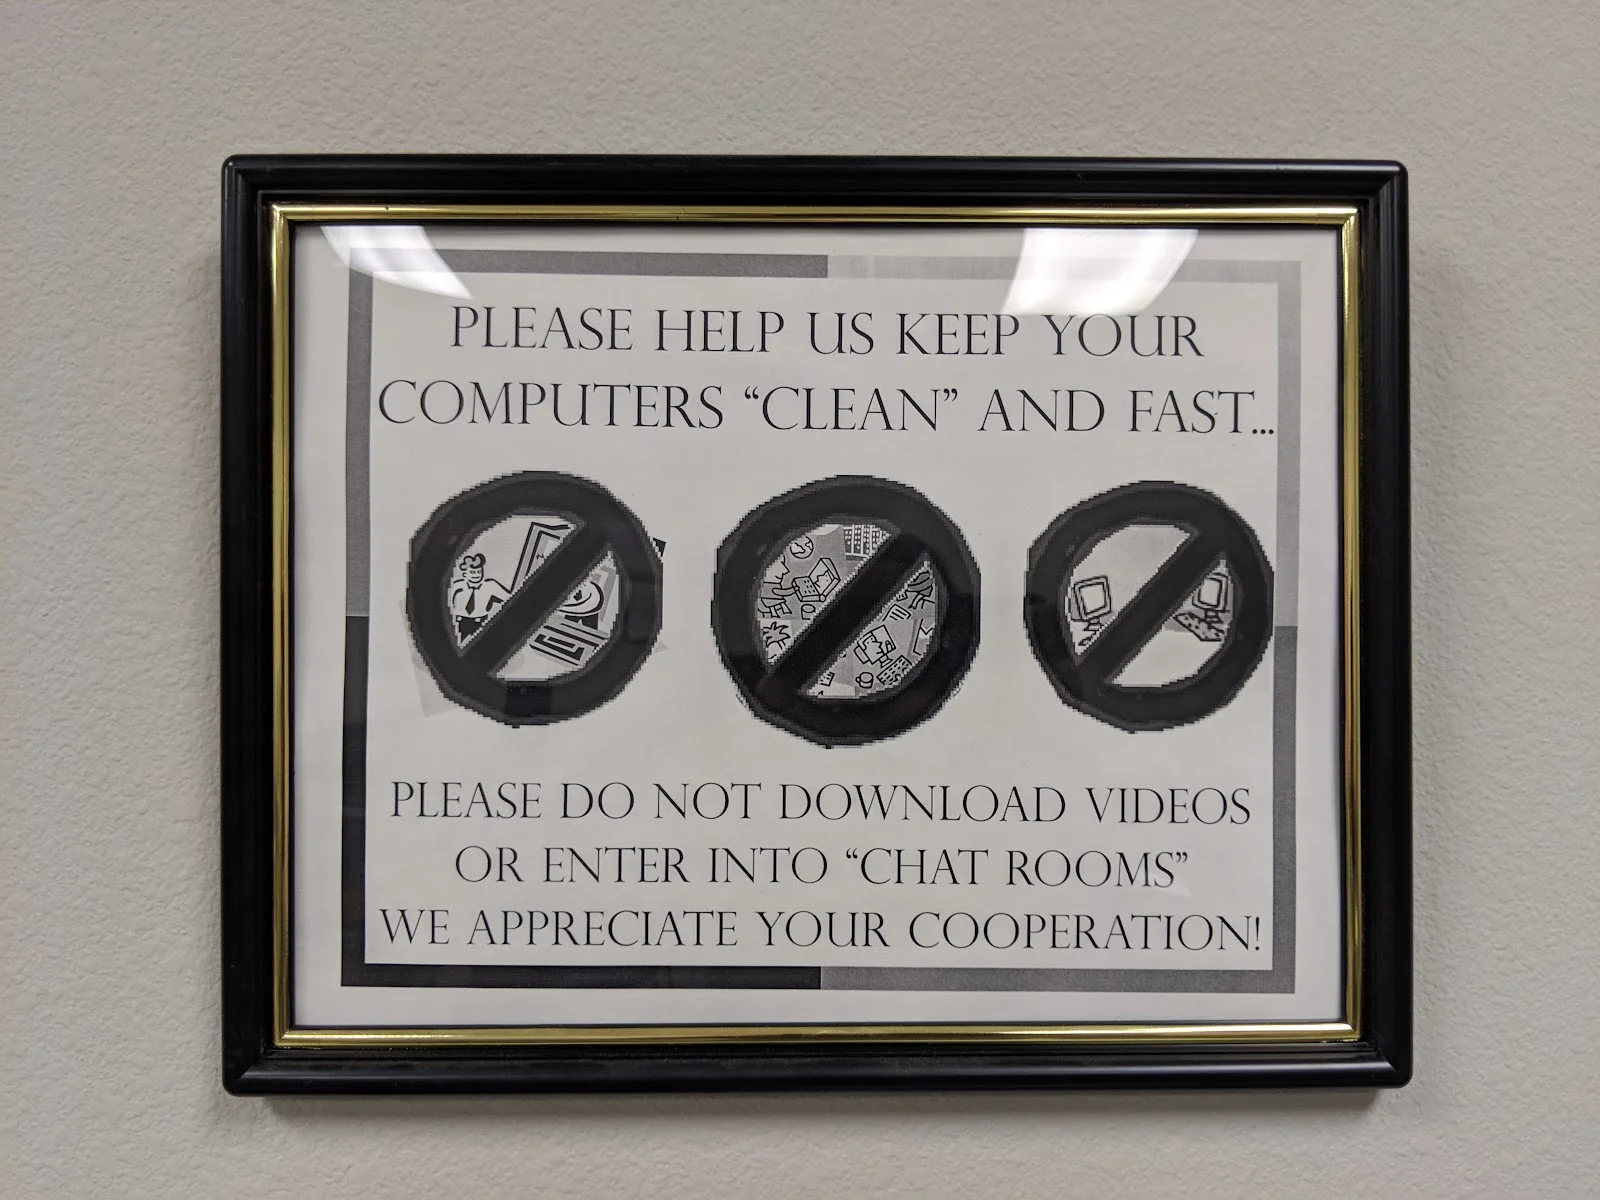 PLEASE HELP US KEEP YOUR
COMPUTERS “CLEAN” AND FAST...
PLEASE DO NOT DOWNLOAD VIDEOS
OR ENTER INTO “CHAT ROOMS”
WE APPRECIATE YOUR COOPERATION!